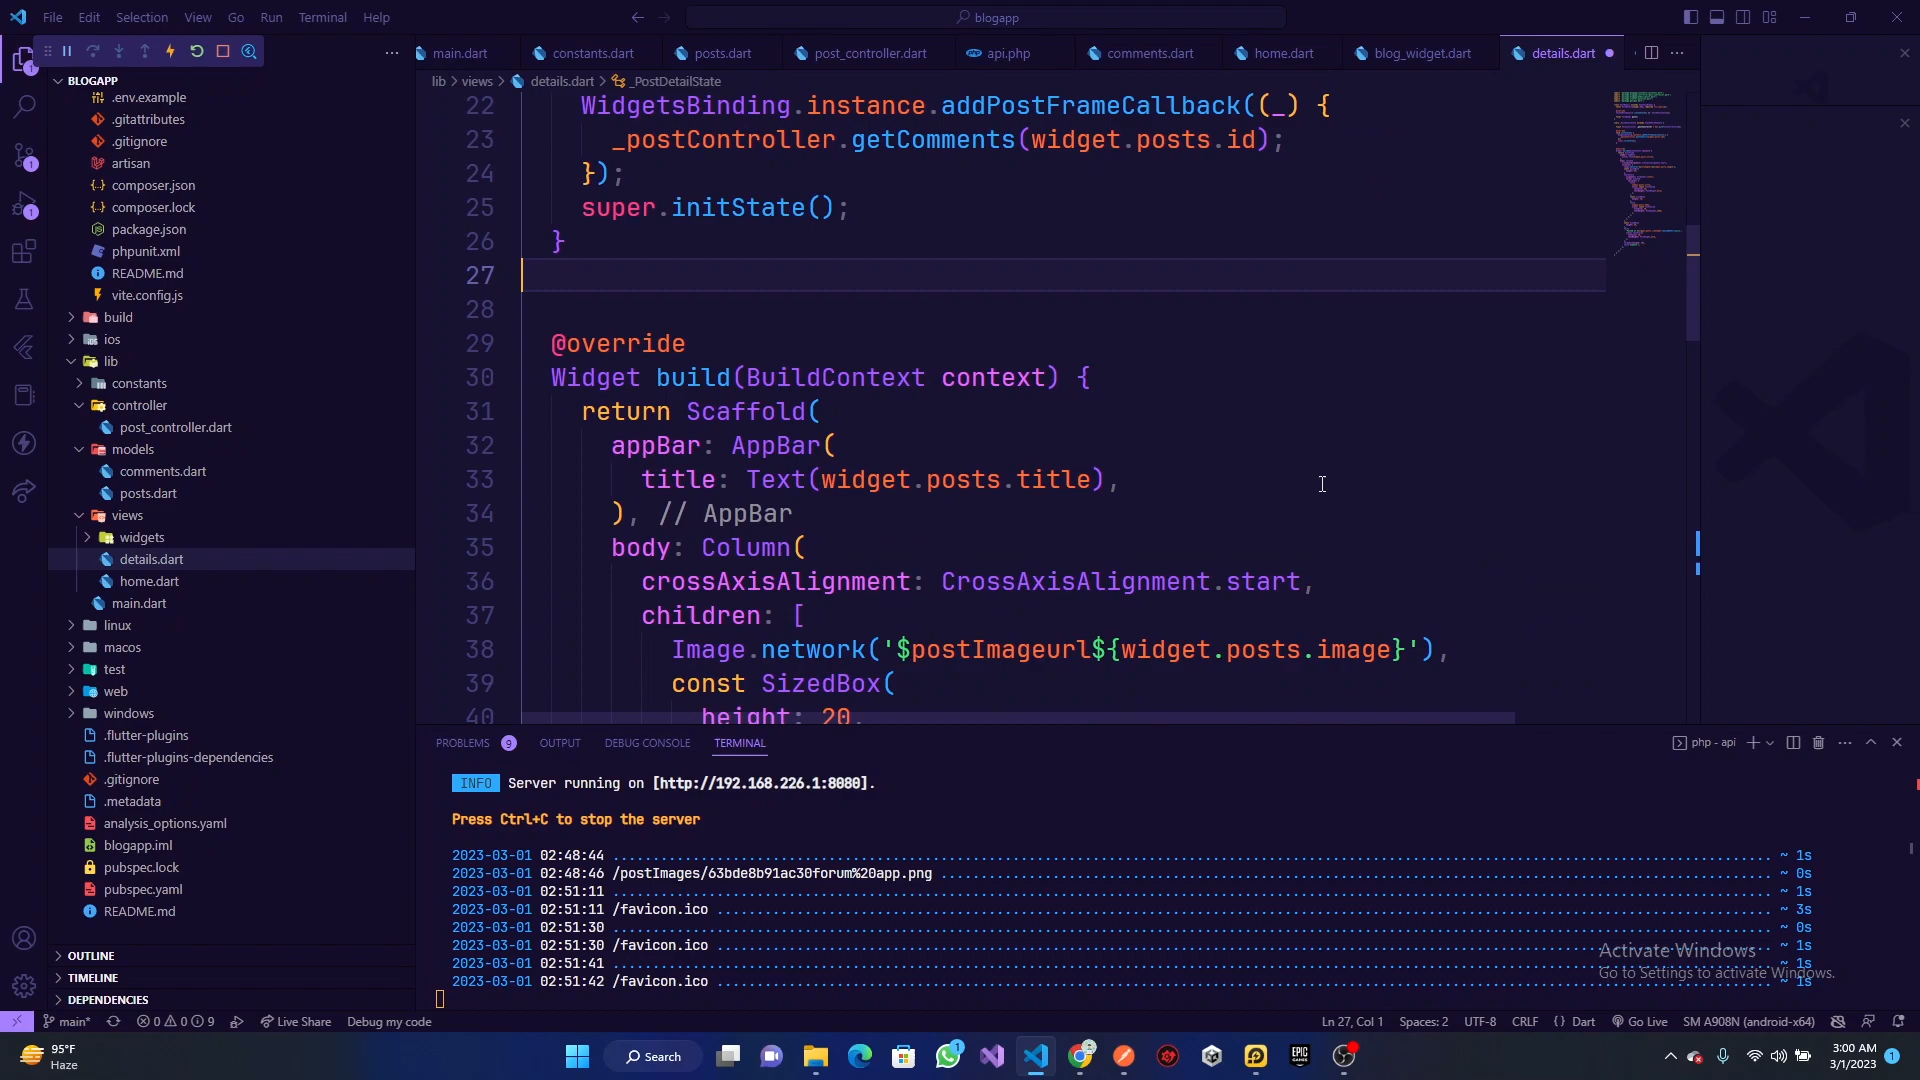 File Edit Selection View Go Run Terminal Help
blogapp
main.dart constants.dart posts.dart post_controller.dart api.php comments.dart home.dart blog_widget.dart details.dart
lib > views > details.dart > _PostDetailState
BLOGAPP
.env.example
.gitattributes
.gitignore
artisan
composer.json
composer.lock
package.json
phpunit.xml
README.md
vite.config.js
build
ios
lib
constants
controller
post_controller.dart
models
comments.dart
posts.dart
views
widgets
details.dart
home.dart
main.dart
linux
macos
test
web
windows
.flutter-plugins
.flutter-plugins-dependencies
.gitignore
.metadata
analysis_options.yaml
blogapp.iml
pubspec.lock
pubspec.yaml
README.md
OUTLINE
TIMELINE
DEPENDENCIES
22 WidgetsBinding.instance.addPostFrameCallback((_) {
23 _postController.getComments(widget.posts.id);
24 });
25 super.initState();
26 }
27
28
29 @override
30 Widget build(BuildContext context) {
31 return Scaffold(
32 appBar: AppBar(
33 title: Text(widget.posts.title),
34 ), // AppBar
35 body: Column(
36 crossAxisAlignment: CrossAxisAlignment.start,
37 children: [
38 Image.network('$postImageurl${widget.posts.image}'),
39 const SizedBox(
40 height: 20,
PROBLEMS 9 OUTPUT DEBUG CONSOLE TERMINAL
php - api
INFO Server running on [http://192.168.226.1:8080].
Press Ctrl+C to stop the server
2023-03-01 02:48:44 ~ 1s
2023-03-01 02:48:46 /postImages/63bde8b91ac30forum%20app.png ~ 0s
2023-03-01 02:51:11 ~ 1s
2023-03-01 02:51:11 /favicon.ico ~ 3s
2023-03-01 02:51:30 ~ 0s
2023-03-01 02:51:30 /favicon.ico ~ 1s
2023-03-01 02:51:41 ~ 1s
2023-03-01 02:51:42 /favicon.ico ~ 1s
Activate Windows
Go to Settings to activate Windows.
main* 0 0 9 Live Share Debug my code
Ln 27, Col 1 Spaces: 2 UTF-8 CRLF { } Dart Go Live SM A908N (android-x64)
95°F
Haze
Search
3:00 AM
3/1/2023